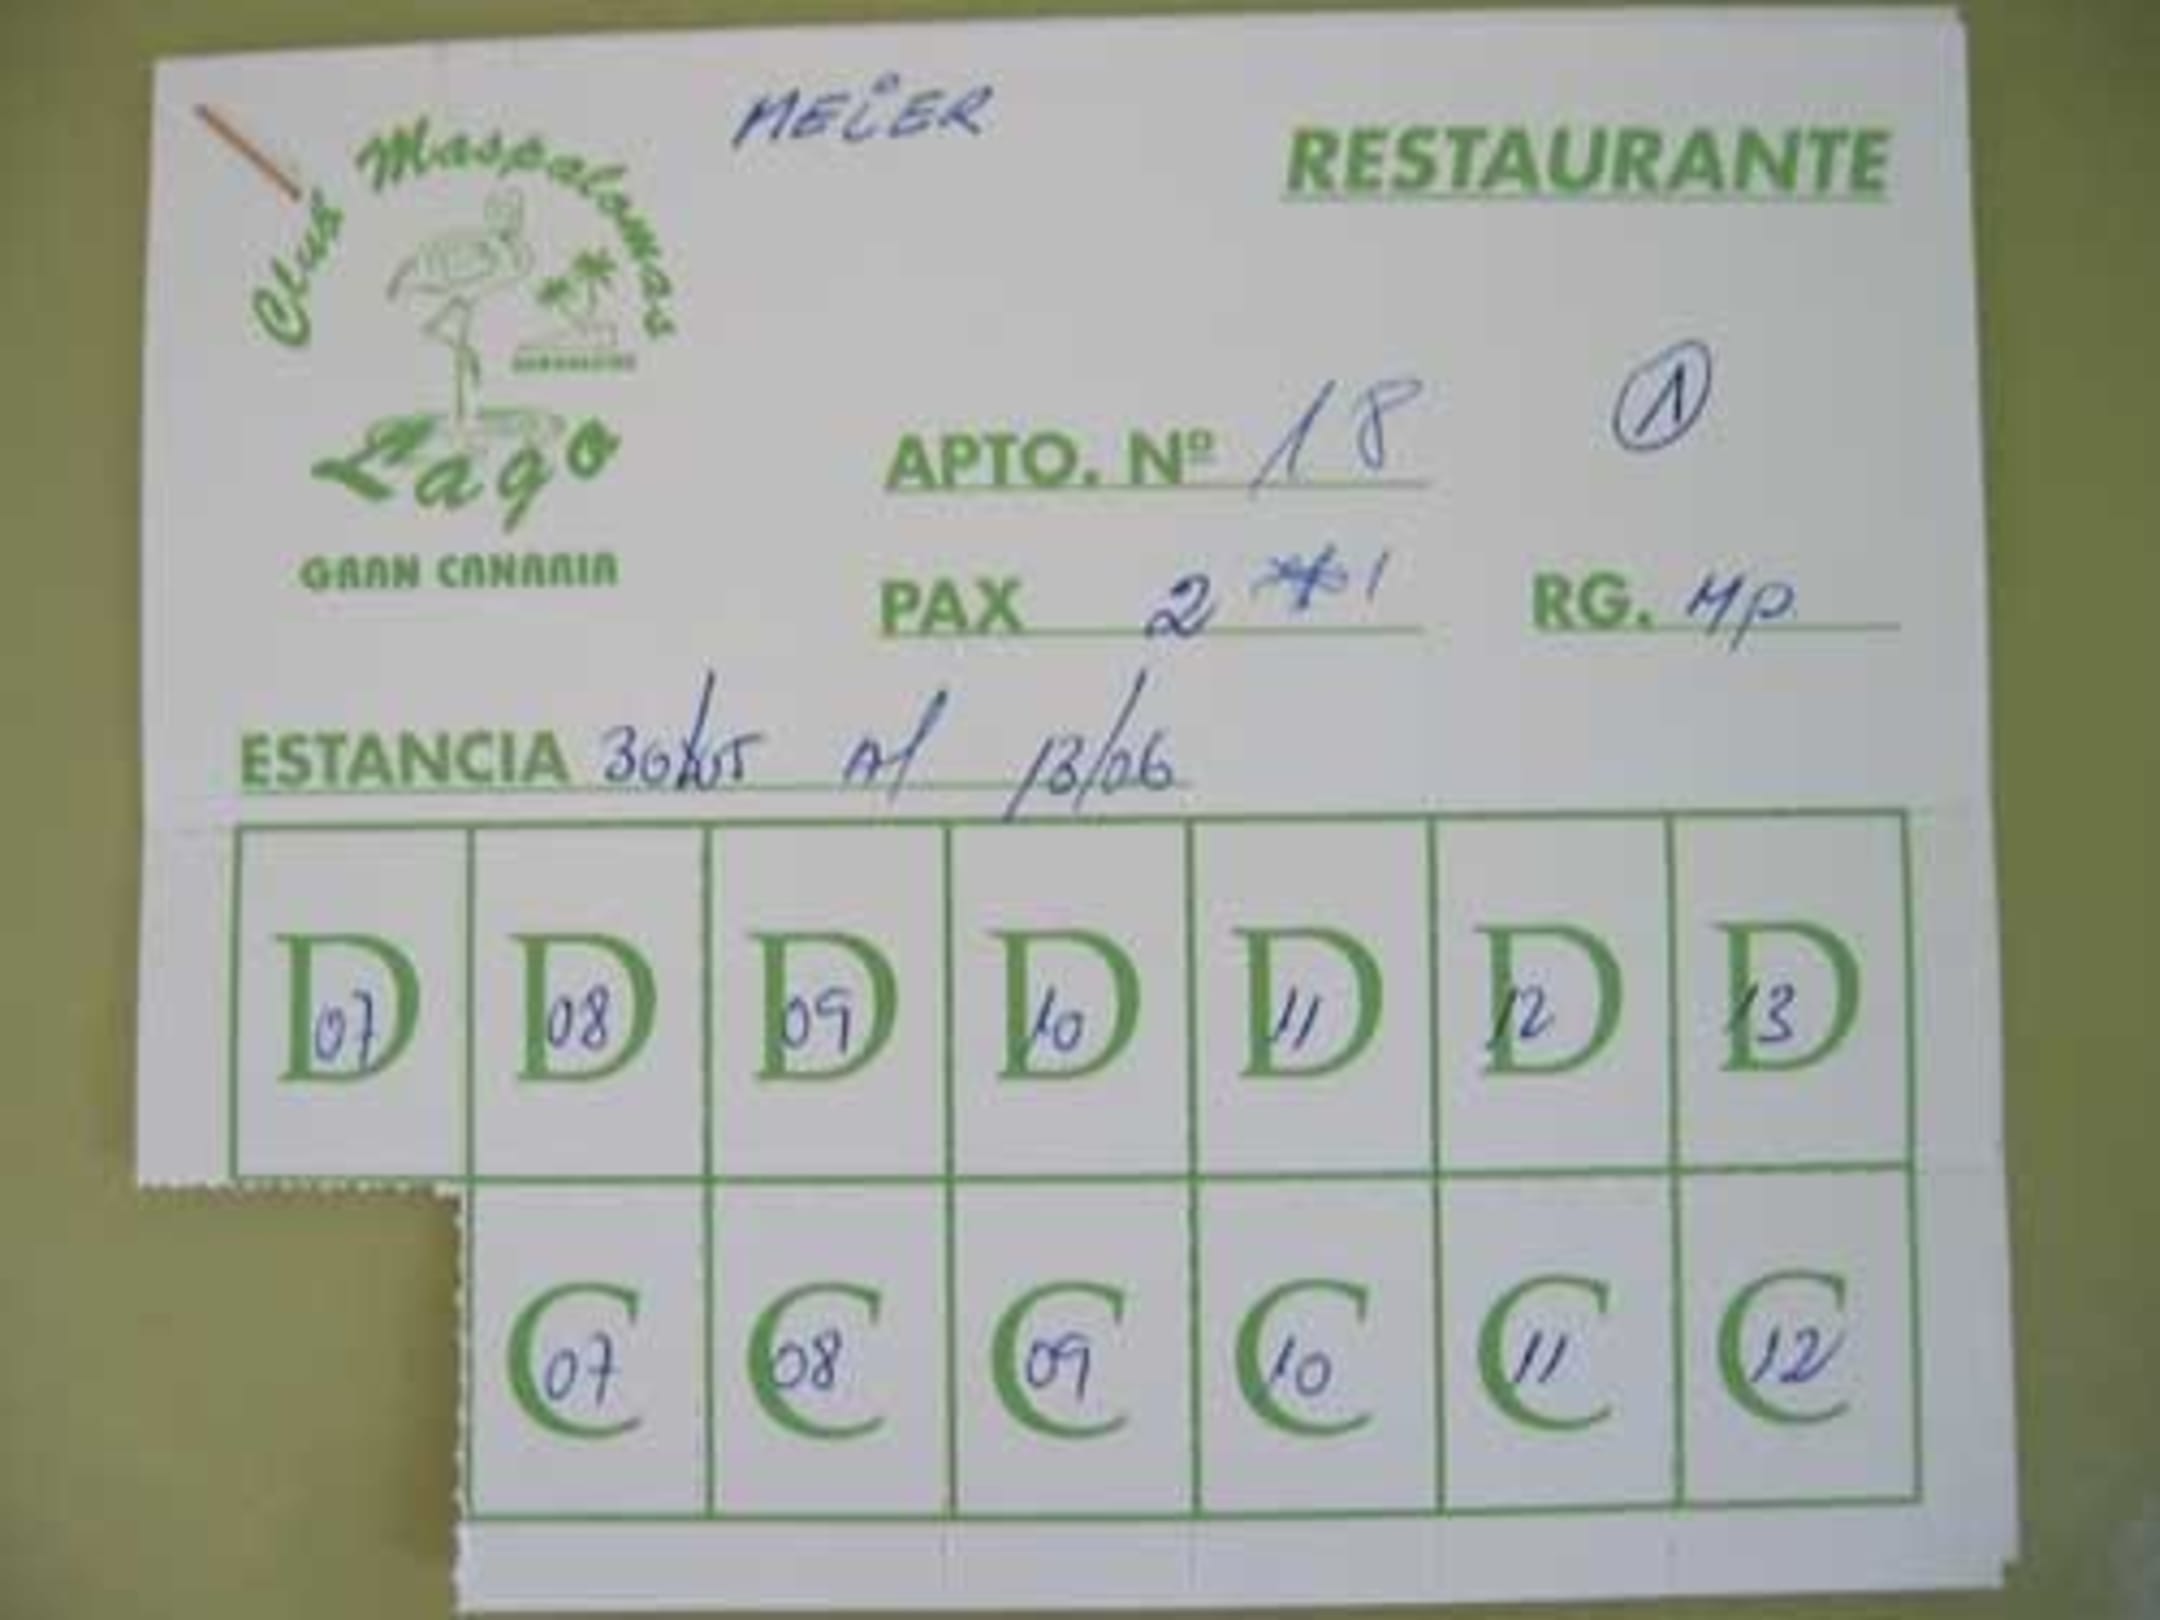 MEIER
RESTAURANTE
Club Maspalomas
Lago
GRAN CANARIA
APTO. Nº 18
1
PAX 2 1
RG. MP
ESTANCIA 30/05 Al 13/06
D 07 D 08 D 09 D 10 D 11 D 12 D 13
C 07 C 08 C 09 C 10 C 11 C 12